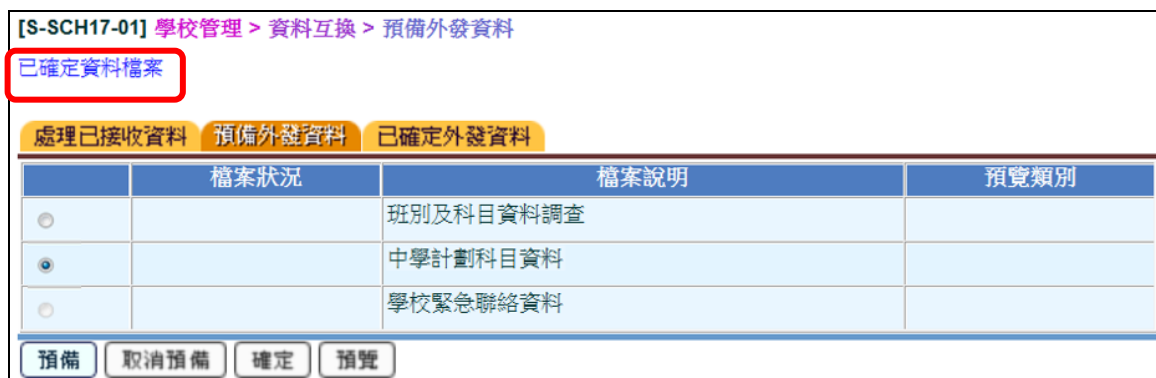 [S-SCH17-01] 學校管理 > 資料互換 > 預備外發資料
已確定資料檔案
處理已接收資料 預備外發資料 已確定外發資料
檔案狀況 檔案說明 預覽類別
班別及科目資料調查
中學計劃科目資料
學校緊急聯絡資料
預備 取消預備 確定 預覽